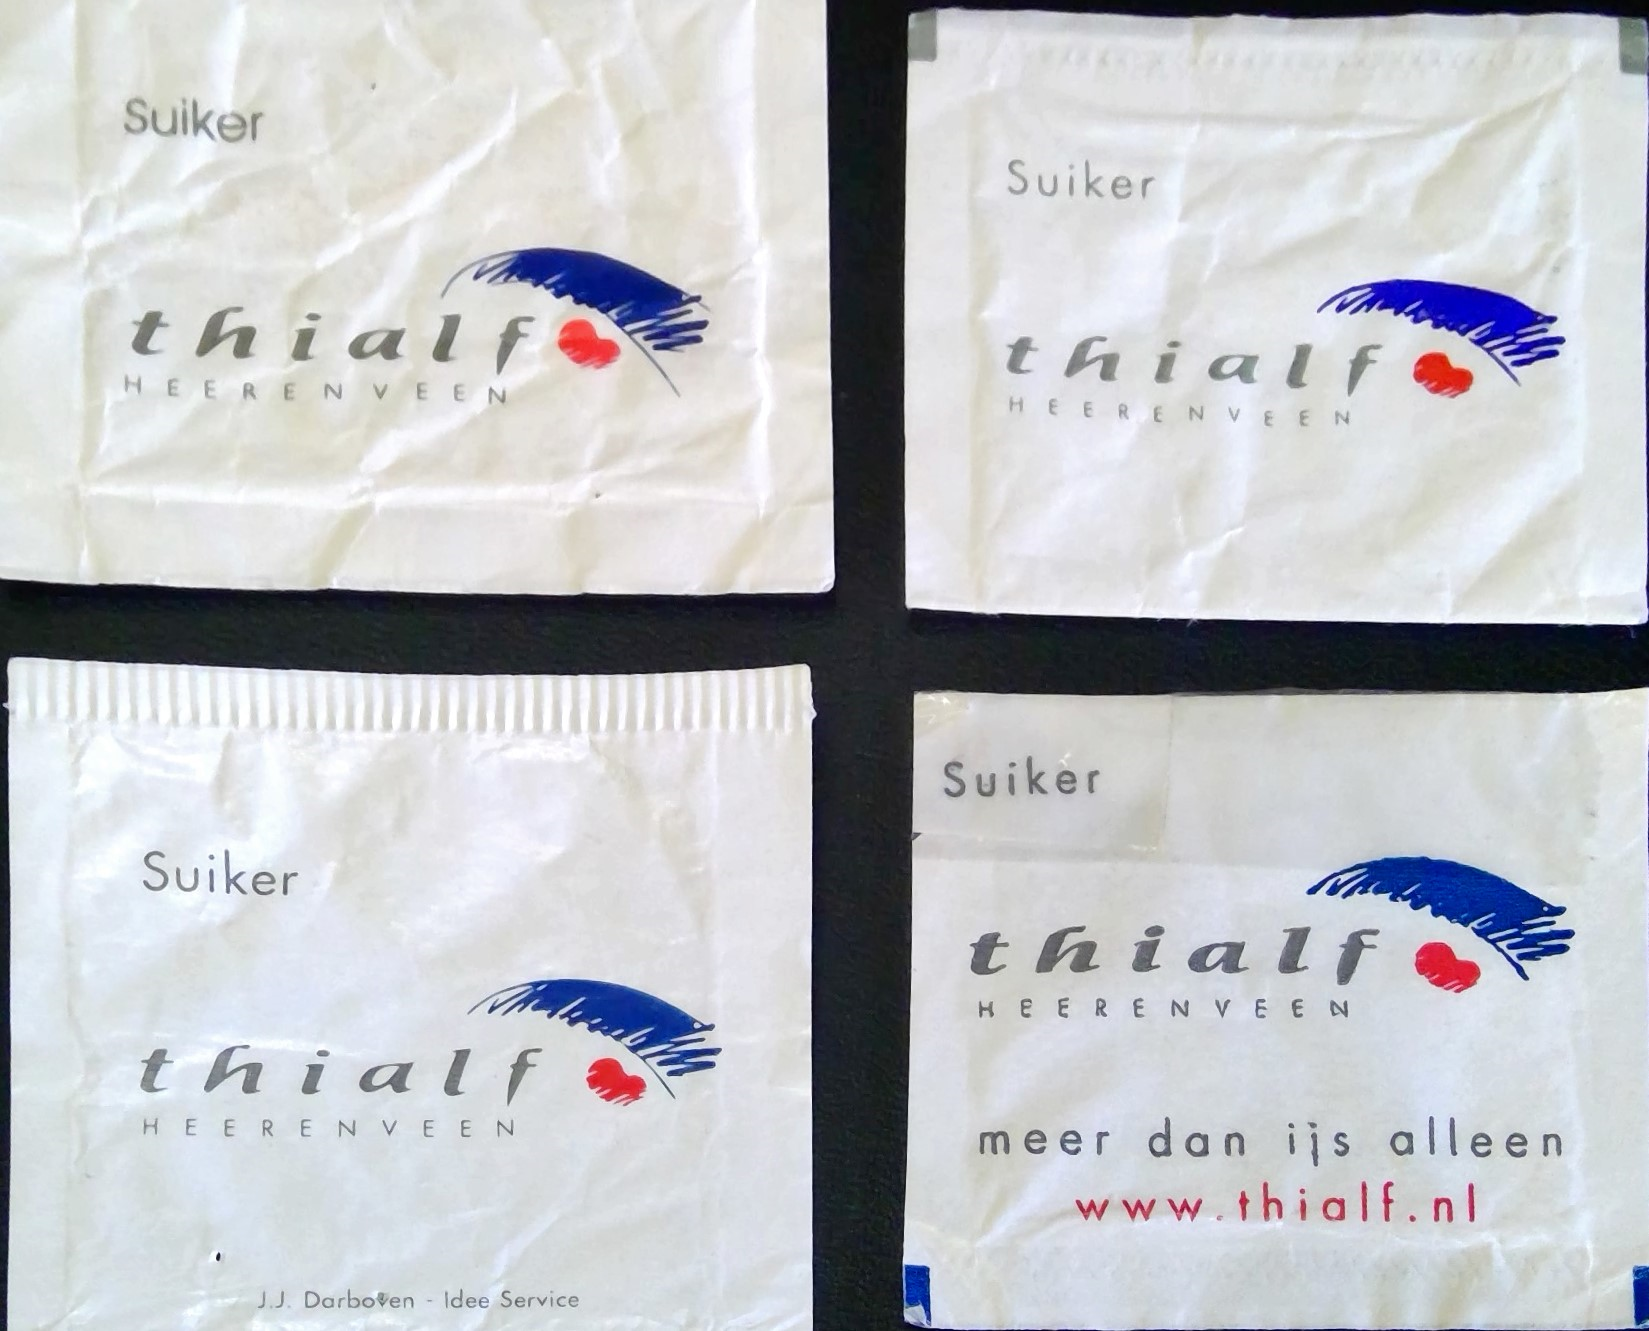 Suiker
thialf
HEERENVEEN
Suiker
thialf
HEERENVEEN
Suiker
thialf
HEERENVEEN
J.J. Darboven - Idee Service
Suiker
thialf
HEERENVEEN
meer dan ijs alleen
www.thialf.nl